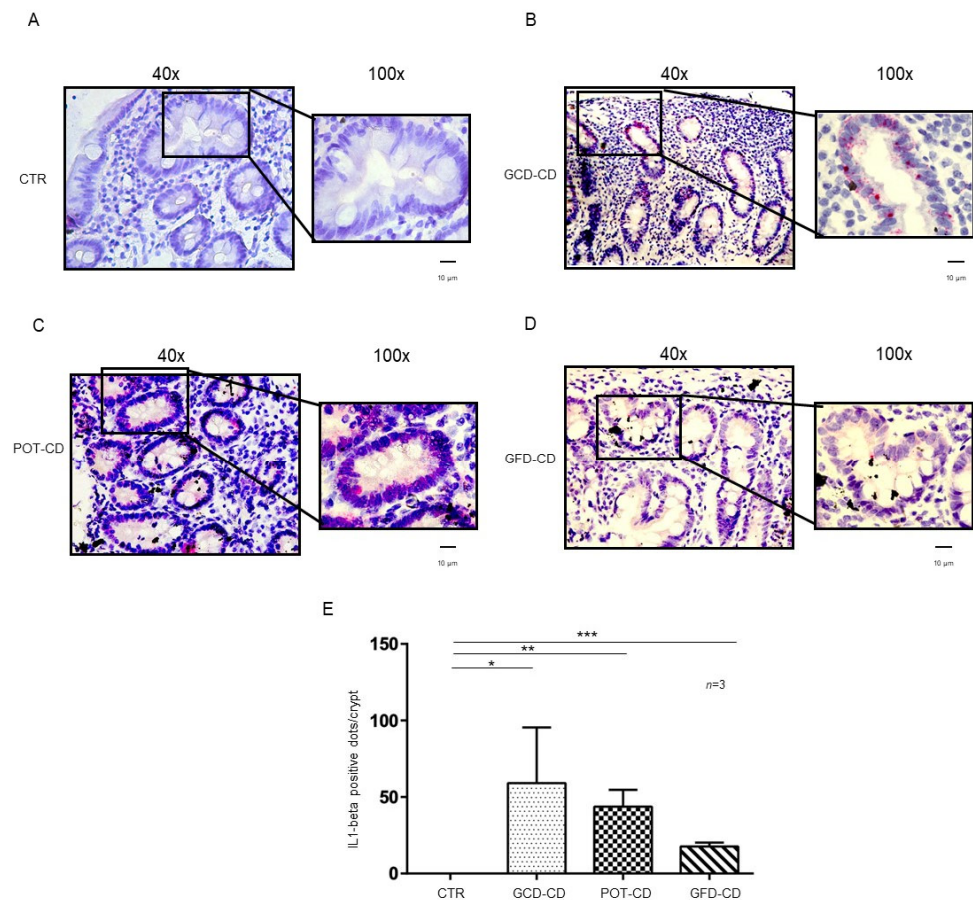 A
B
40x 100x
40x 100x
CTR
GCD-CD
10 µm
10 µm
C
D
40x 100x
40x 100x
POT-CD
GFD-CD
10 µm
10 µm
E
150
100
50
0
IL1-beta positive dots/crypt
***
**
*
n=3
CTR GCD-CD POT-CD GFD-CD